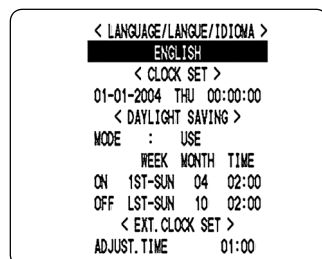 < LANGUAGE/LANGUE/IDIOMA >
ENGLISH
< CLOCK SET >
01-01-2004 THU 00:00:00
< DAYLIGHT SAVING >
MODE : USE
WEEK MONTH TIME
ON 1ST-SUN 04 02:00
OFF LST-SUN 10 02:00
< EXT.CLOCK SET >
ADJUST.TIME 01:00